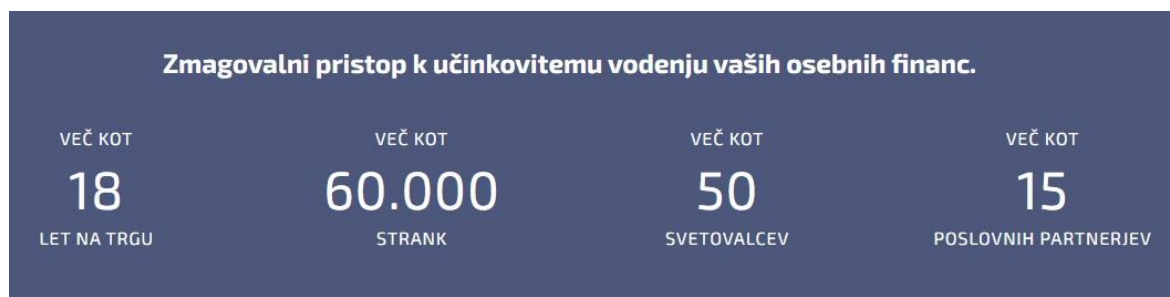 Zmagovalni pristop k učinkovitemu vodenju vaših osebnih financ.
VEČ KOT
18
LET NA TRGU
VEČ KOT
60.000
STRANK
VEČ KOT
50
SVETOVALCEV
VEČ KOT
15
POSLOVNIH PARTNERJEV